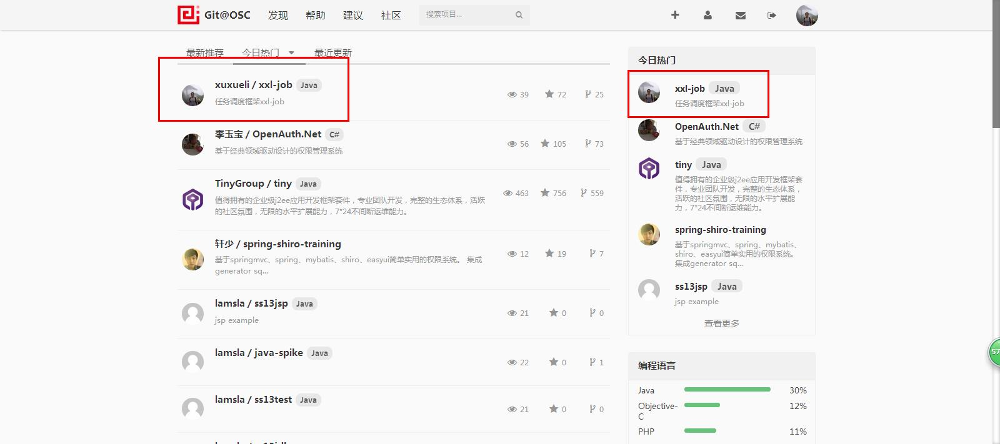 Git@OSC 发现 帮助 建议 社区 搜索项目...
最新推荐 今日热门 最近更新
xuxueli / xxl-job Java
任务调度框架xxl-job
39 72 25
李玉宝 / OpenAuth.Net C#
基于经典领域驱动设计的权限管理系统
56 105 73
TinyGroup / tiny Java
值得拥有的企业级j2ee应用开发框架套件，专业团队开发，完整的生态体系，活跃
的社区氛围，无限的水平扩展能力，7*24不间断运维能力。
463 756 559
轩少 / spring-shiro-training
基于springmvc、spring、mybatis、shiro、easyui简单实用的权限系统。 集成
generator sq...
12 19 7
lamsla / ss13jsp Java
jsp example
21 0 0
lamsla / java-spike Java
22 0 1
lamsla / ss13test Java
21 0 0
今日热门
xxl-job Java
任务调度框架xxl-job
OpenAuth.Net C#
基于经典领域驱动设计的权限管理系统
tiny Java
值得拥有的企业级j2ee应用开发框架套
件，专业团队开发，完整的生态体系，
活跃的社区氛围，无限的水平扩展能
力，7*24不间断运维能力。
spring-shiro-training
基于springmvc、spring、mybatis、
shiro、easyui简单实用的权限系统。
集成generator sq...
ss13jsp Java
jsp example
查看更多
编程语言
Java 30%
Objective-
C 12%
PHP 11%
57